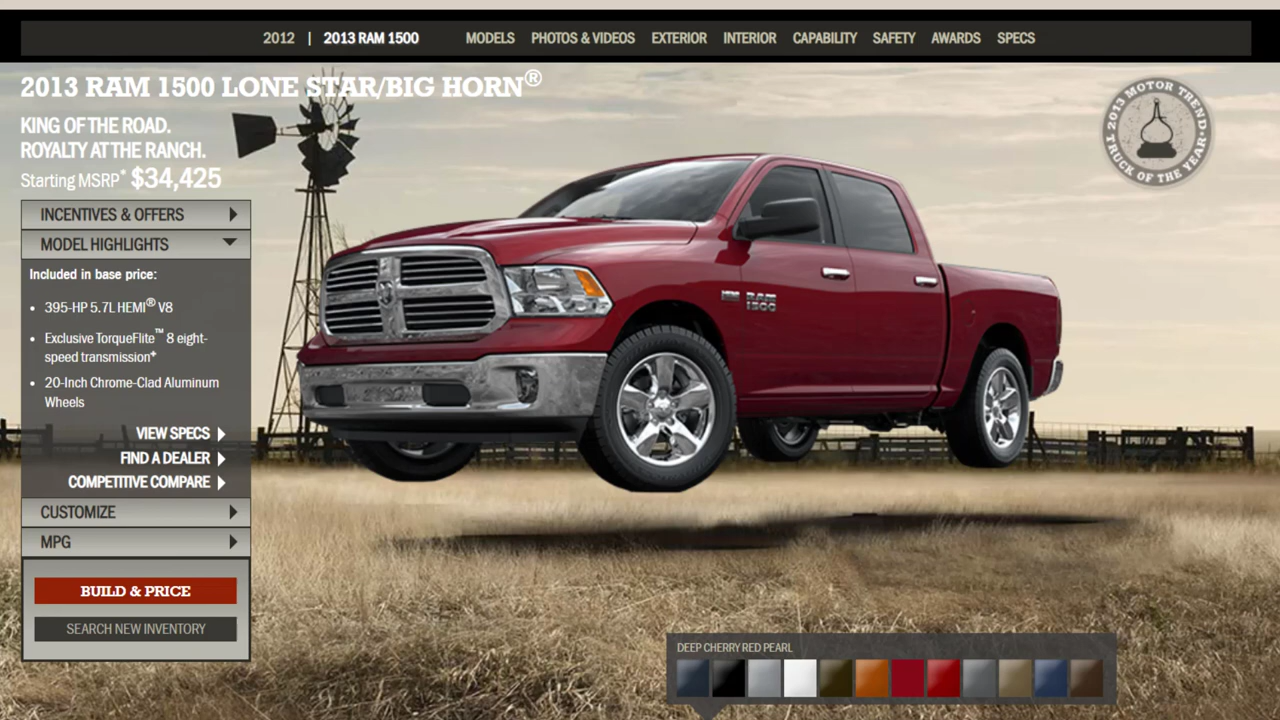 2012 | 2013 RAM 1500 MODELS PHOTOS & VIDEOS EXTERIOR INTERIOR CAPABILITY SAFETY AWARDS SPECS
2013 RAM 1500 LONE STAR/BIG HORN®
KING OF THE ROAD.
ROYALTY AT THE RANCH.
Starting MSRP* $34,425
INCENTIVES & OFFERS
MODEL HIGHLIGHTS
Included in base price:
• 395-HP 5.7L HEMI® V8
• Exclusive TorqueFlite™ 8 eight-
speed transmission+
• 20-Inch Chrome-Clad Aluminum
Wheels
VIEW SPECS
FIND A DEALER
COMPETITIVE COMPARE
CUSTOMIZE
MPG
BUILD & PRICE
SEARCH NEW INVENTORY
2013 MOTOR TREND
TRUCK OF THE YEAR
HEMI RAM
1500
DEEP CHERRY RED PEARL